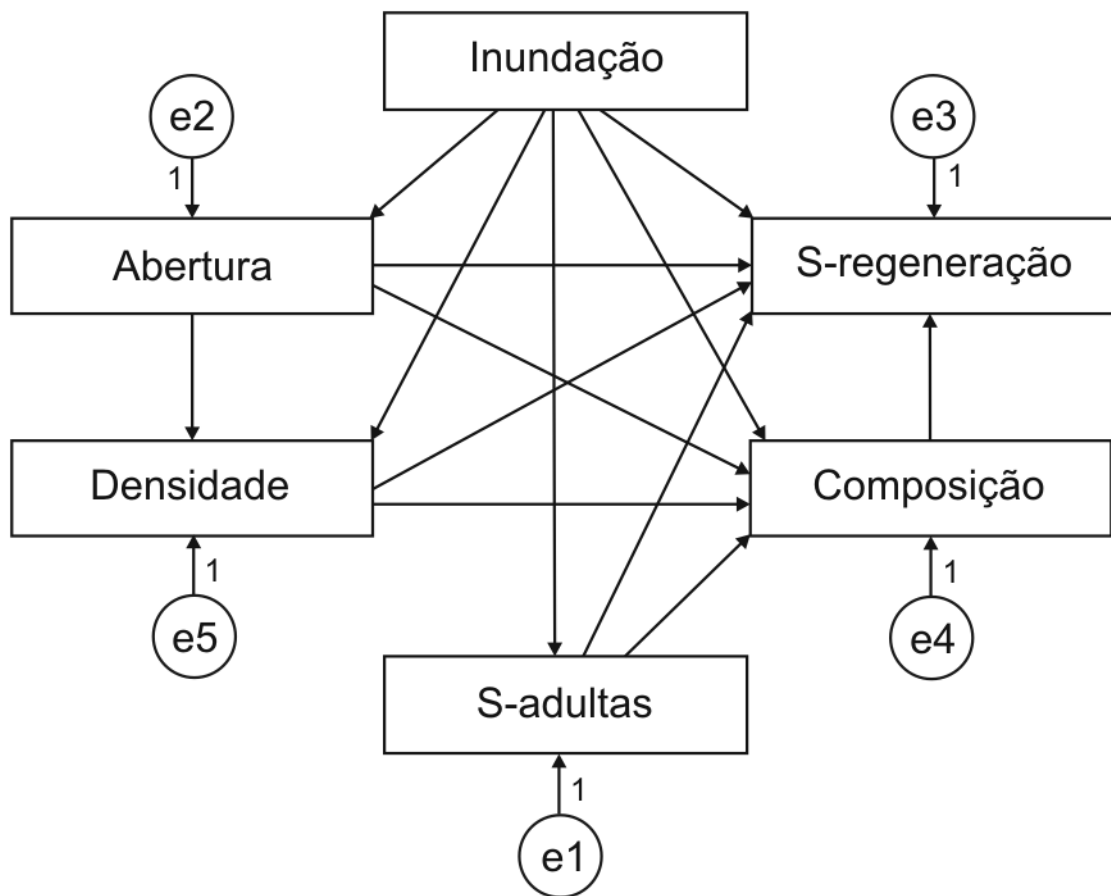 Inundação
e2
e3
1
1
Abertura
S-regeneração
Densidade
Composição
1
1
e5
e4
S-adultas
1
e1